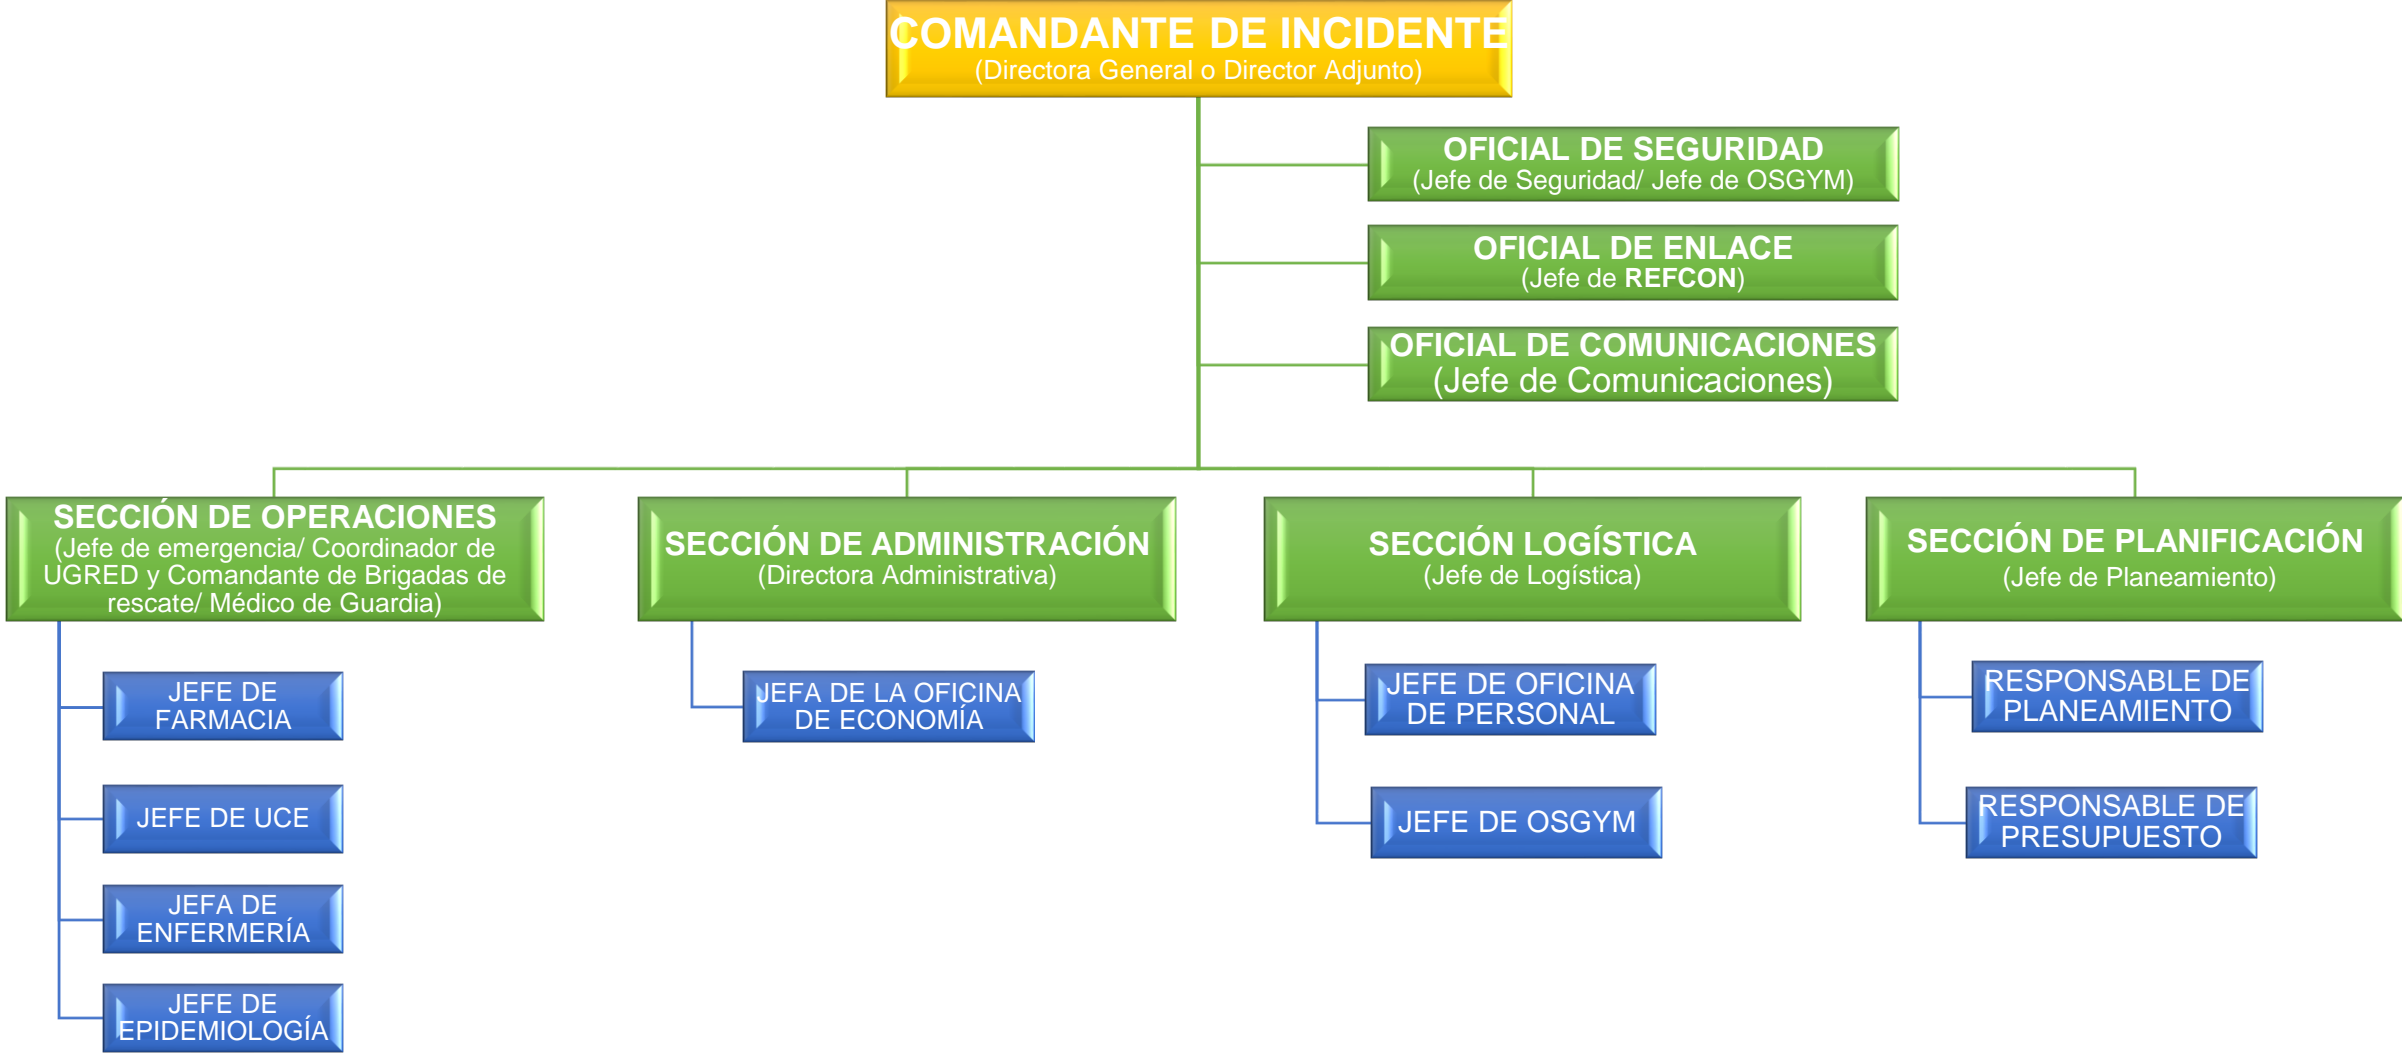 COMANDANTE DE INCIDENTE
(Directora General o Director Adjunto)
OFICIAL DE SEGURIDAD
(Jefe de Seguridad/ Jefe de OSGYM)
OFICIAL DE ENLACE
(Jefe de REFCON)
OFICIAL DE COMUNICACIONES
(Jefe de Comunicaciones)
SECCIÓN DE OPERACIONES
(Jefe de emergencia/ Coordinador de
UGRED y Comandante de Brigadas de
rescate/ Médico de Guardia)
SECCIÓN DE ADMINISTRACIÓN
(Directora Administrativa)
SECCIÓN LOGÍSTICA
(Jefe de Logística)
SECCIÓN DE PLANIFICACIÓN
(Jefe de Planeamiento)
JEFE DE
FARMACIA
JEFE DE UCE
JEFA DE
ENFERMERÍA
JEFE DE
EPIDEMIOLOGÍA
JEFA DE LA OFICINA
DE ECONOMÍA
JEFE DE OFICINA
DE PERSONAL
JEFE DE OSGYM
RESPONSABLE DE
PLANEAMIENTO
RESPONSABLE DE
PRESUPUESTO